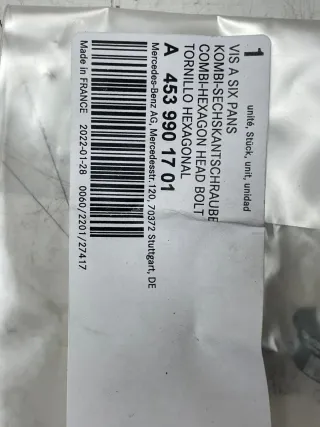 1 unité, Stück, unit, unidad
VIS A SIX PANS
KOMBI-SECHSKANTSCHRAUBE
COMBI-HEXAGON HEAD BOLT
TORNILLO HEXAGONAL
A 453 990 17 01
Mercedes-Benz AG, Mercedesstr. 120, 70372 Stuttgart, DE
Made in FRANCE 2022-01-28 0060/2201/27417